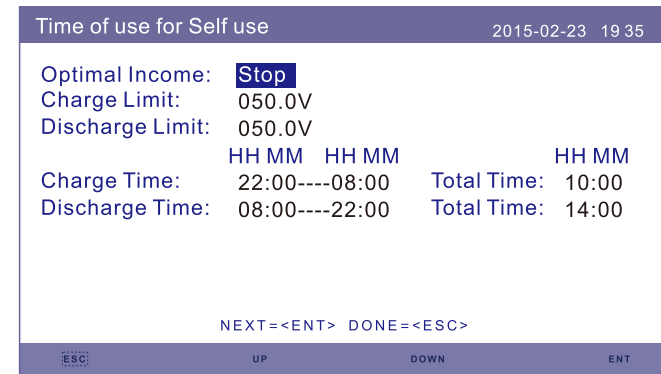 Time of use for Self use 2015-02-23 19 35
Optimal Income: Stop
Charge Limit: 050.0V
Discharge Limit: 050.0V
HH MM HH MM HH MM
Charge Time: 22:00----08:00 Total Time: 10:00
Discharge Time: 08:00----22:00 Total Time: 14:00
NEXT=<ENT> DONE=<ESC>
ESC UP DOWN ENT